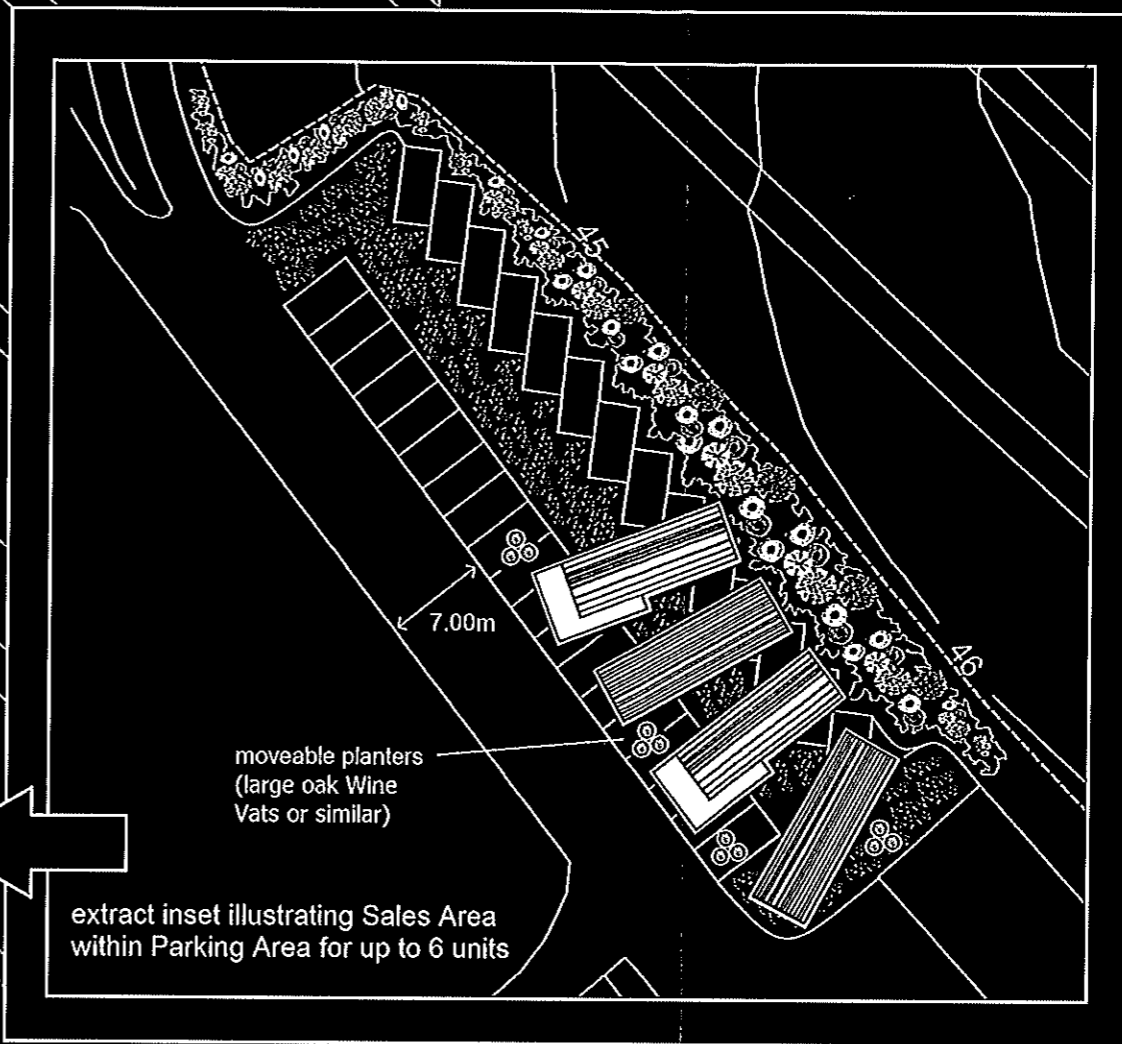 45
7.00m
46
moveable planters
(large oak Wine
Vats or similar)
extract inset illustrating Sales Area
within Parking Area for up to 6 units